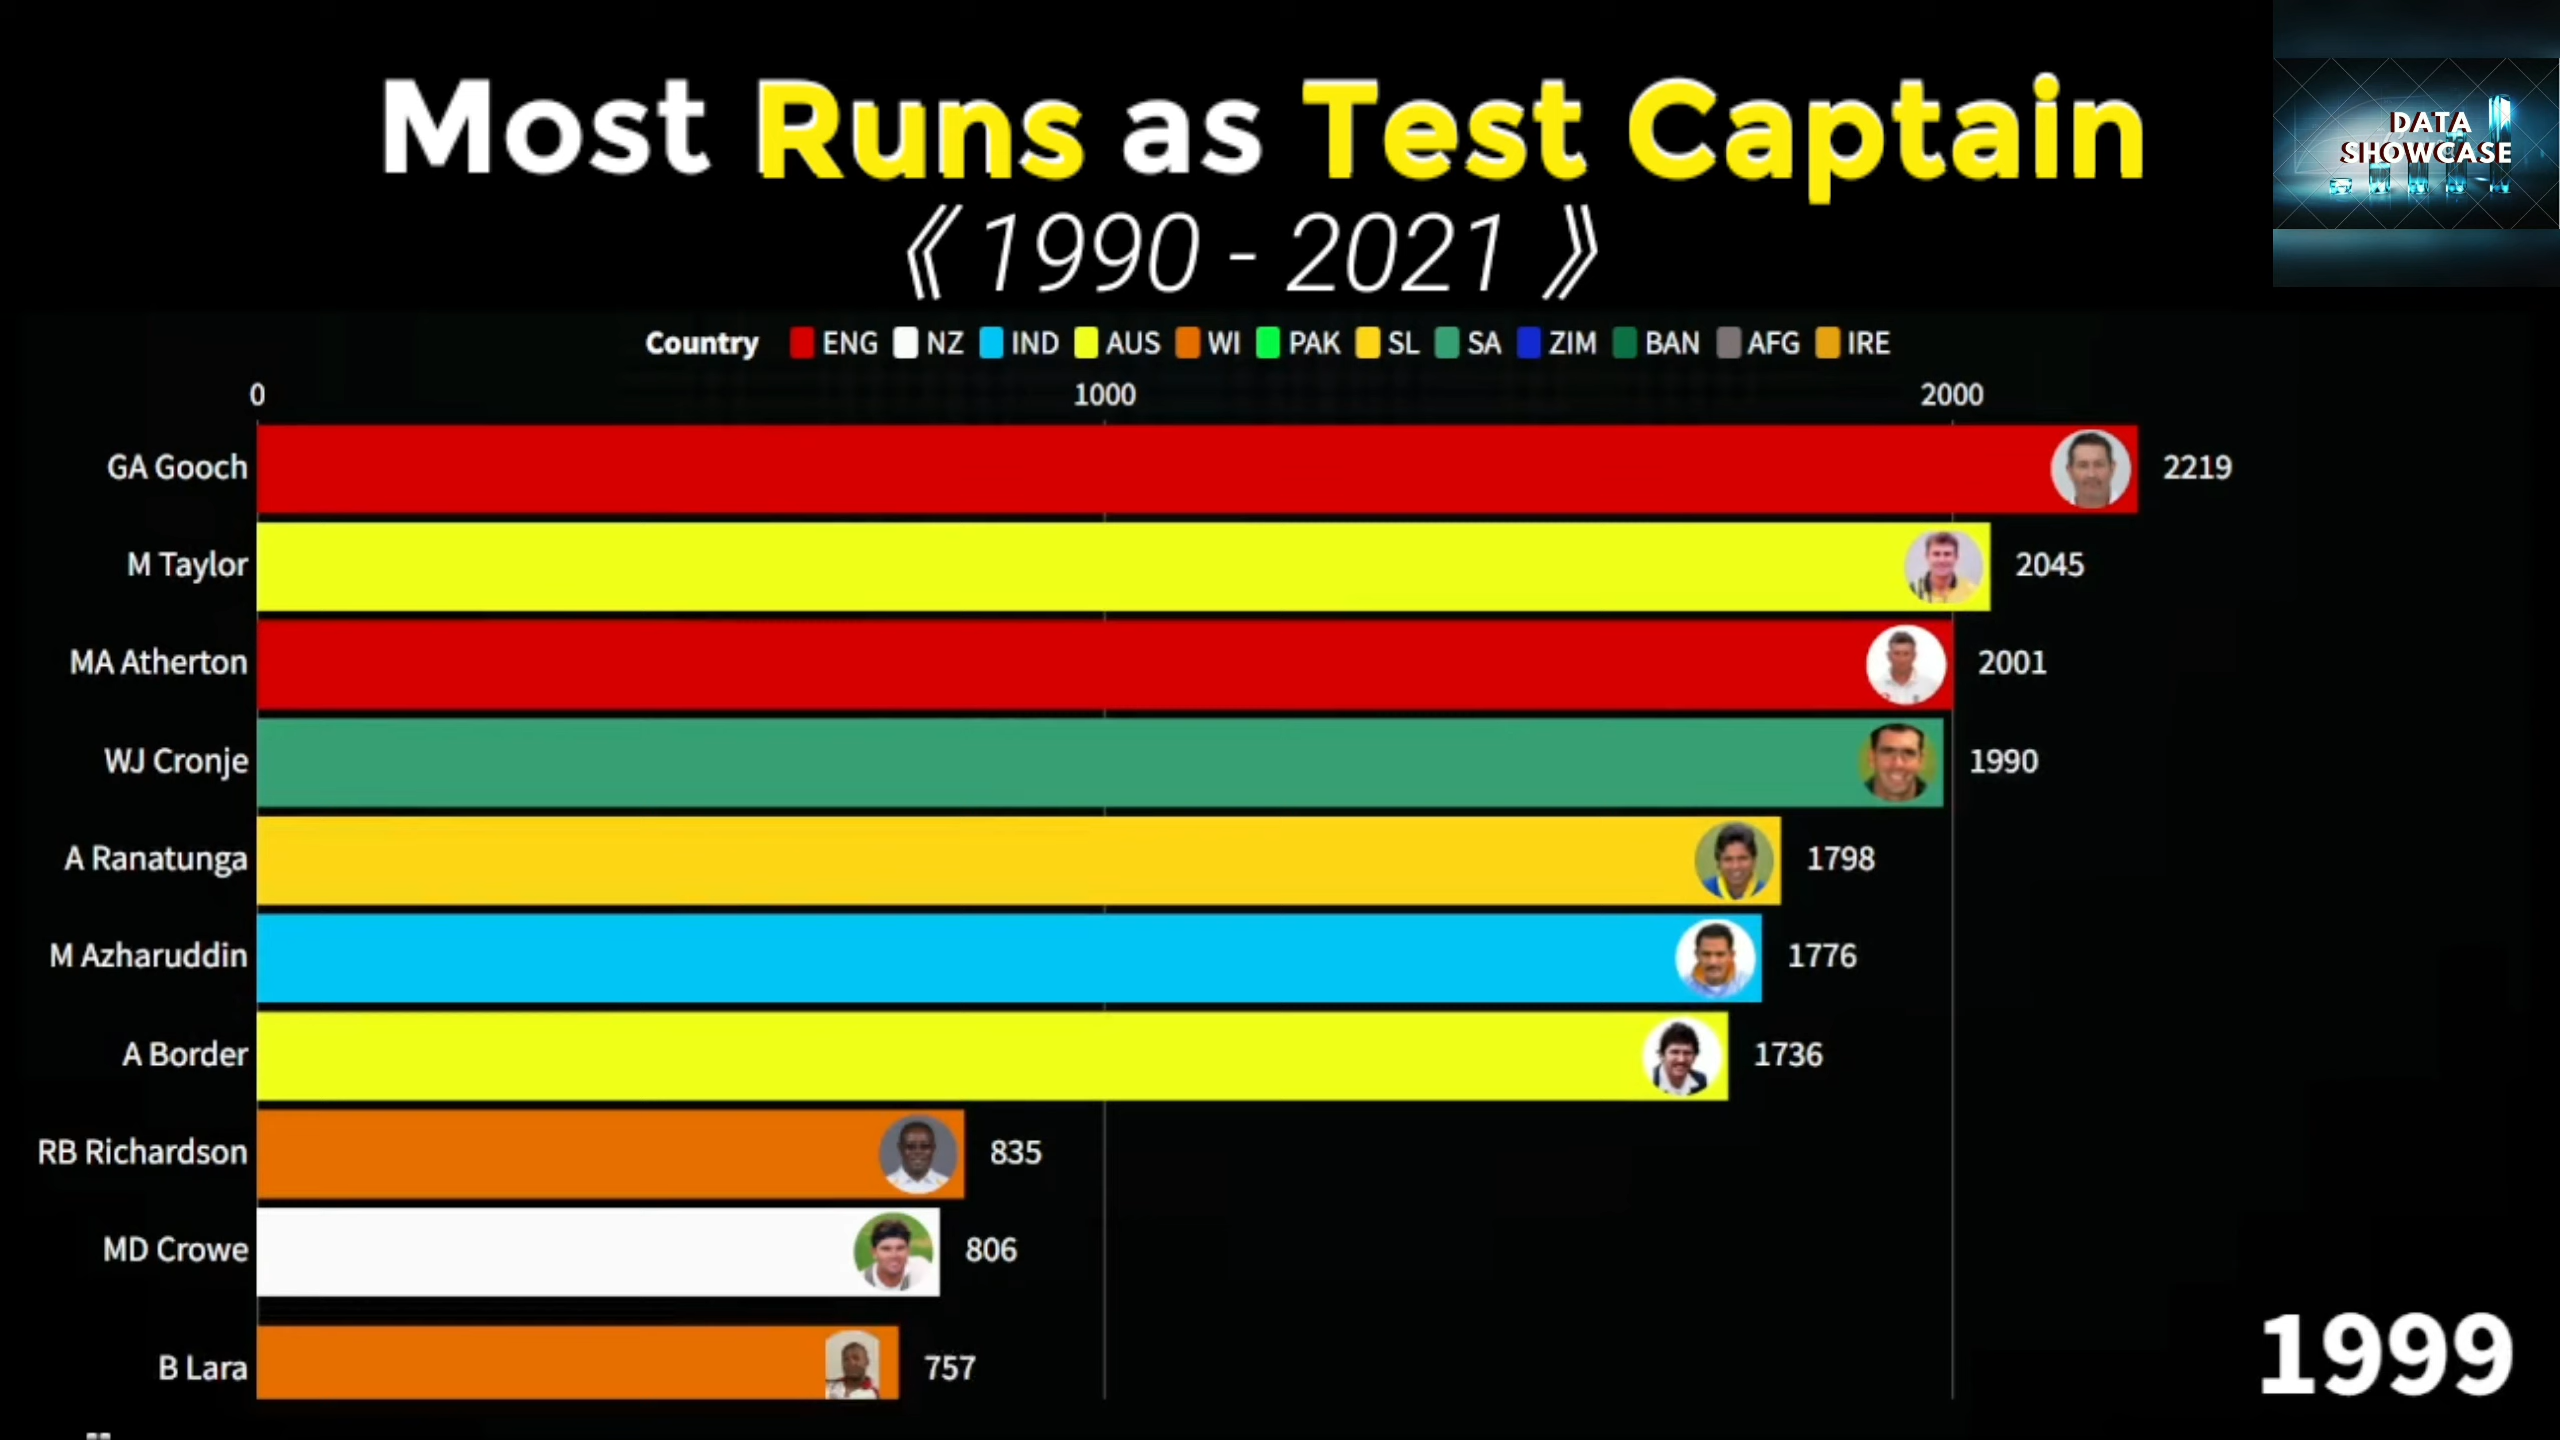 Most Runs as Test Captain
DATA
SHOWCASE
《 1990 - 2021 》
Country ENG NZ IND AUS WI PAK SL SA ZIM BAN AFG IRE
0 1000 2000
GA Gooch 2219
M Taylor 2045
MA Atherton 2001
WJ Cronje 1990
A Ranatunga 1798
M Azharuddin 1776
A Border 1736
RB Richardson 835
MD Crowe 806
B Lara 757
1999